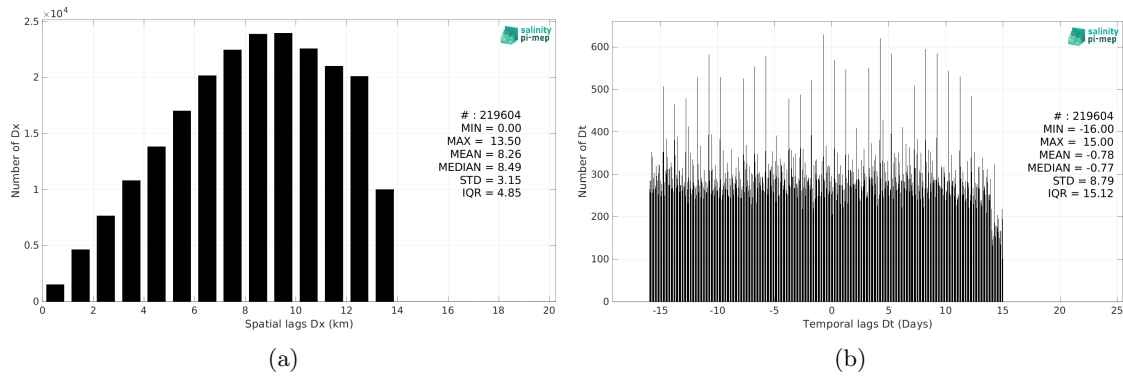 ×10⁴
2.5
2
1.5
1
0.5
0
0 2 4 6 8 10 12 14 16 18 20
Number of Dx
Spatial lags Dx (km)
salinity
pi-mep
# : 219604
MIN = 0.00
MAX = 13.50
MEAN = 8.26
MEDIAN = 8.49
STD = 3.15
IQR = 4.85
(a)
600
500
400
300
200
100
0
-15 -10 -5 0 5 10 15 20 25
Number of Dt
Temporal lags Dt (Days)
salinity
pi-mep
# : 219604
MIN = -16.00
MAX = 15.00
MEAN = -0.78
MEDIAN = -0.77
STD = 8.79
IQR = 15.12
(b)